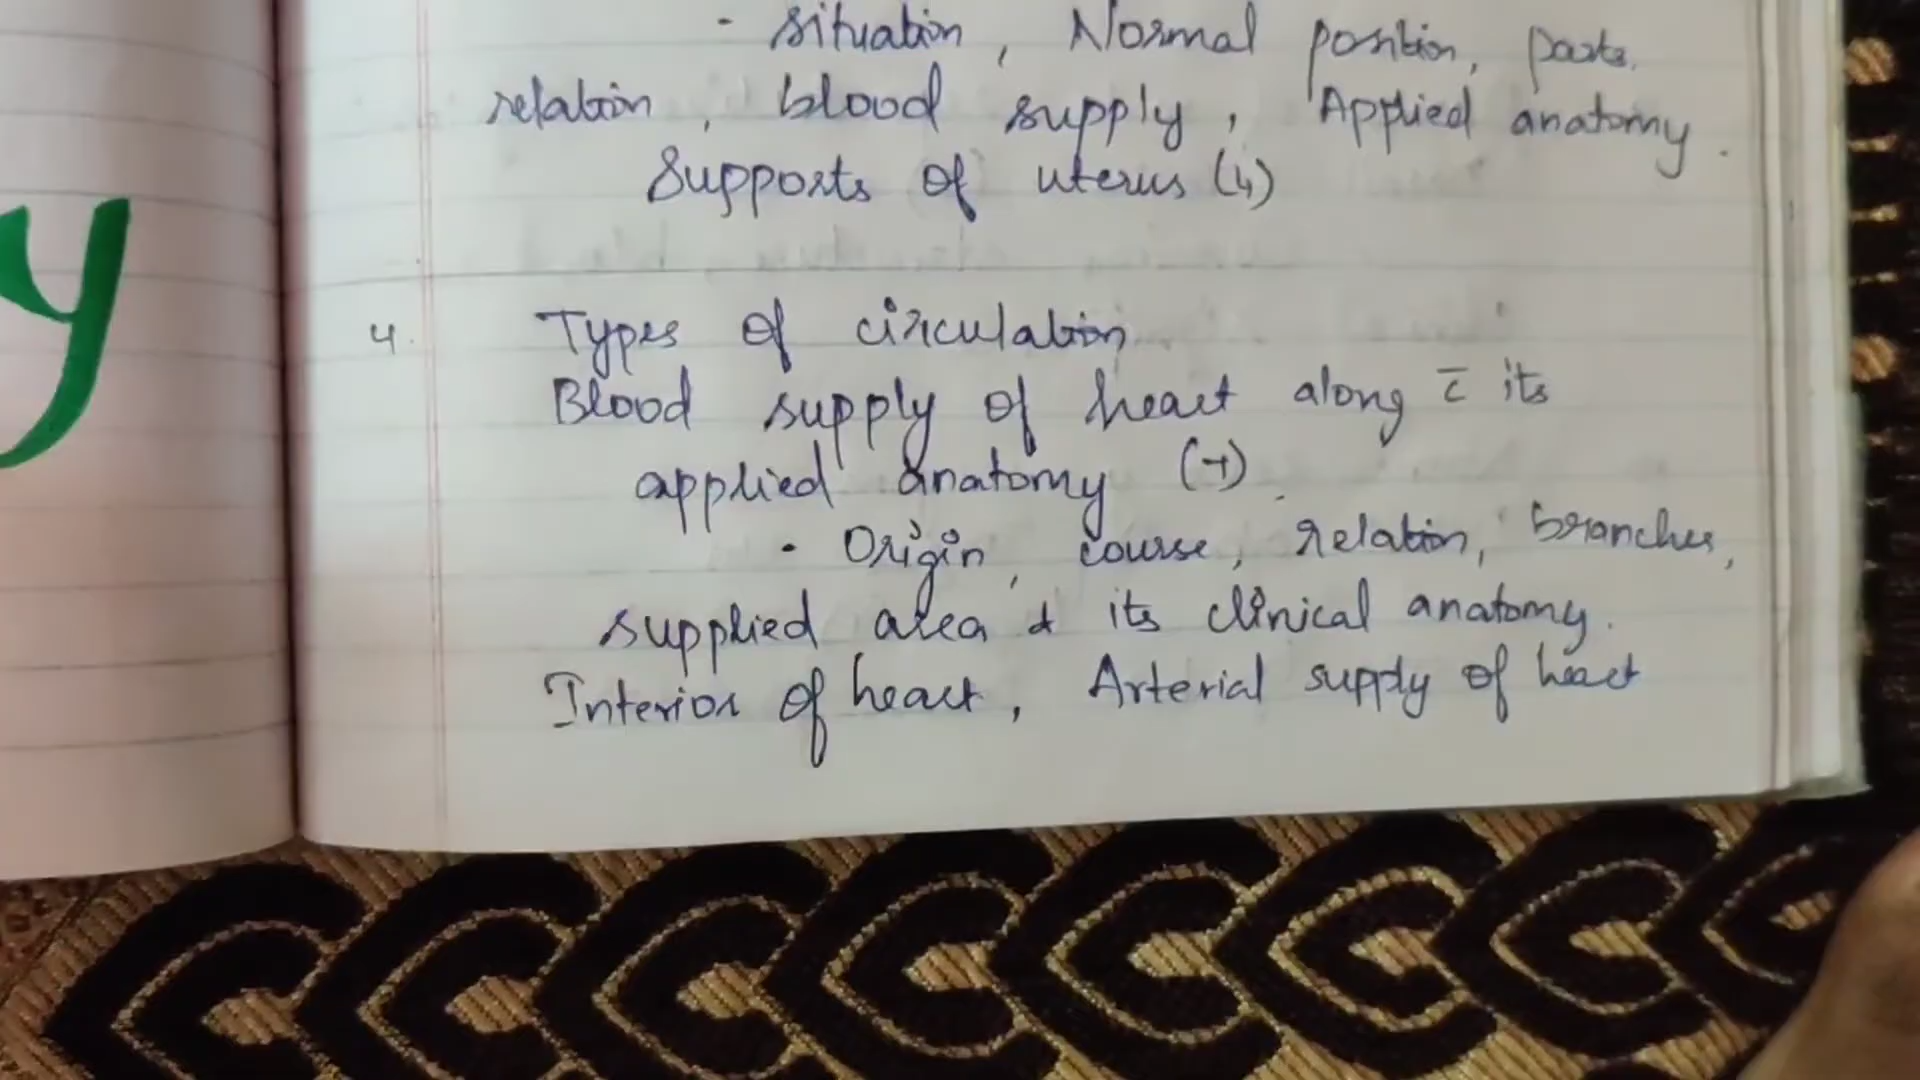 - situation, Normal position, parts,
relation, blood supply, Applied anatomy.
Supports of uterus (4)
y
4. Types of circulation
Blood supply of heart along c̄ its
applied anatomy (7).
• Origin, course, relation, branches,
supplied area & its clinical anatomy.
Interior of heart, Arterial supply of heart